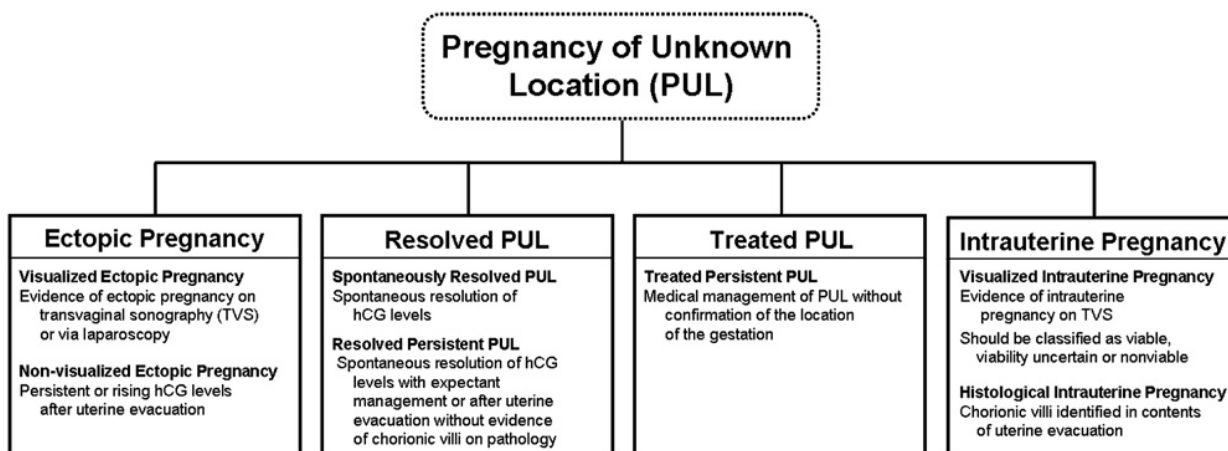 Pregnancy of Unknown
Location (PUL)
Ectopic Pregnancy
Visualized Ectopic Pregnancy
Evidence of ectopic pregnancy on
transvaginal sonography (TVS)
or via laparoscopy
Non-visualized Ectopic Pregnancy
Persistent or rising hCG levels
after uterine evacuation
Resolved PUL
Spontaneously Resolved PUL
Spontaneous resolution of
hCG levels
Resolved Persistent PUL
Spontaneous resolution of hCG
levels with expectant
management or after uterine
evacuation without evidence
of chorionic villi on pathology
Treated PUL
Treated Persistent PUL
Medical management of PUL without
confirmation of the location
of the gestation
Intrauterine Pregnancy
Visualized Intrauterine Pregnancy
Evidence of intrauterine
pregnancy on TVS
Should be classified as viable,
viability uncertain or nonviable
Histological Intrauterine Pregnancy
Chorionic villi identified in contents
of uterine evacuation